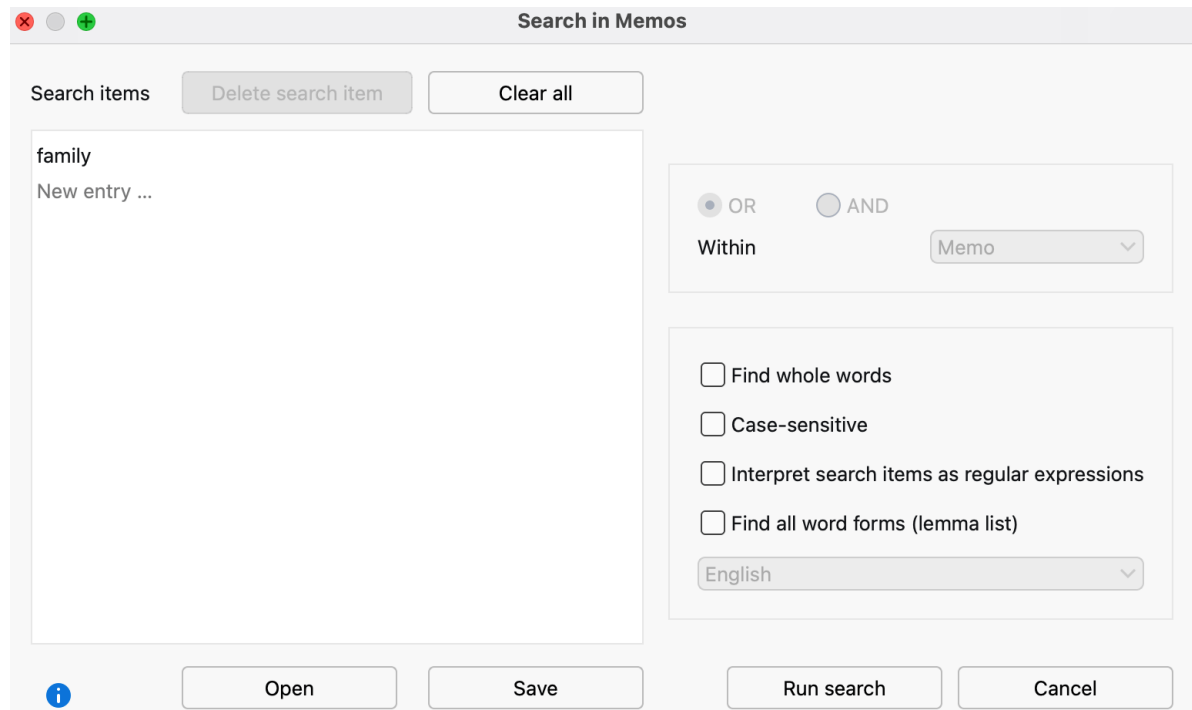 Search in Memos
Search items
Delete search item
Clear all
family
New entry ...
OR
AND
Within
Memo
Find whole words
Case-sensitive
Interpret search items as regular expressions
Find all word forms (lemma list)
English
Open
Save
Run search
Cancel